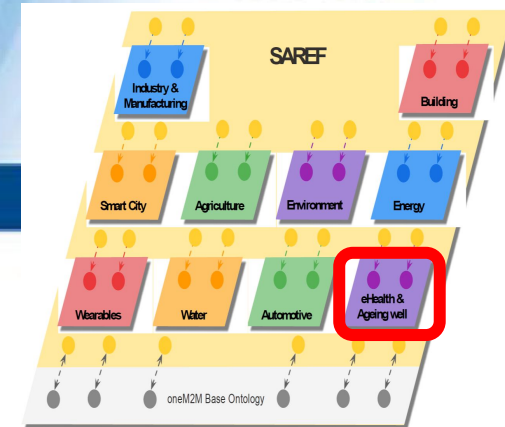 SAREF
Industry &
Manufacturing
Building
Smart City
Agriculture
Environment
Energy
Wearables
Water
Automotive
eHealth &
Ageing well
oneM2M Base Ontology